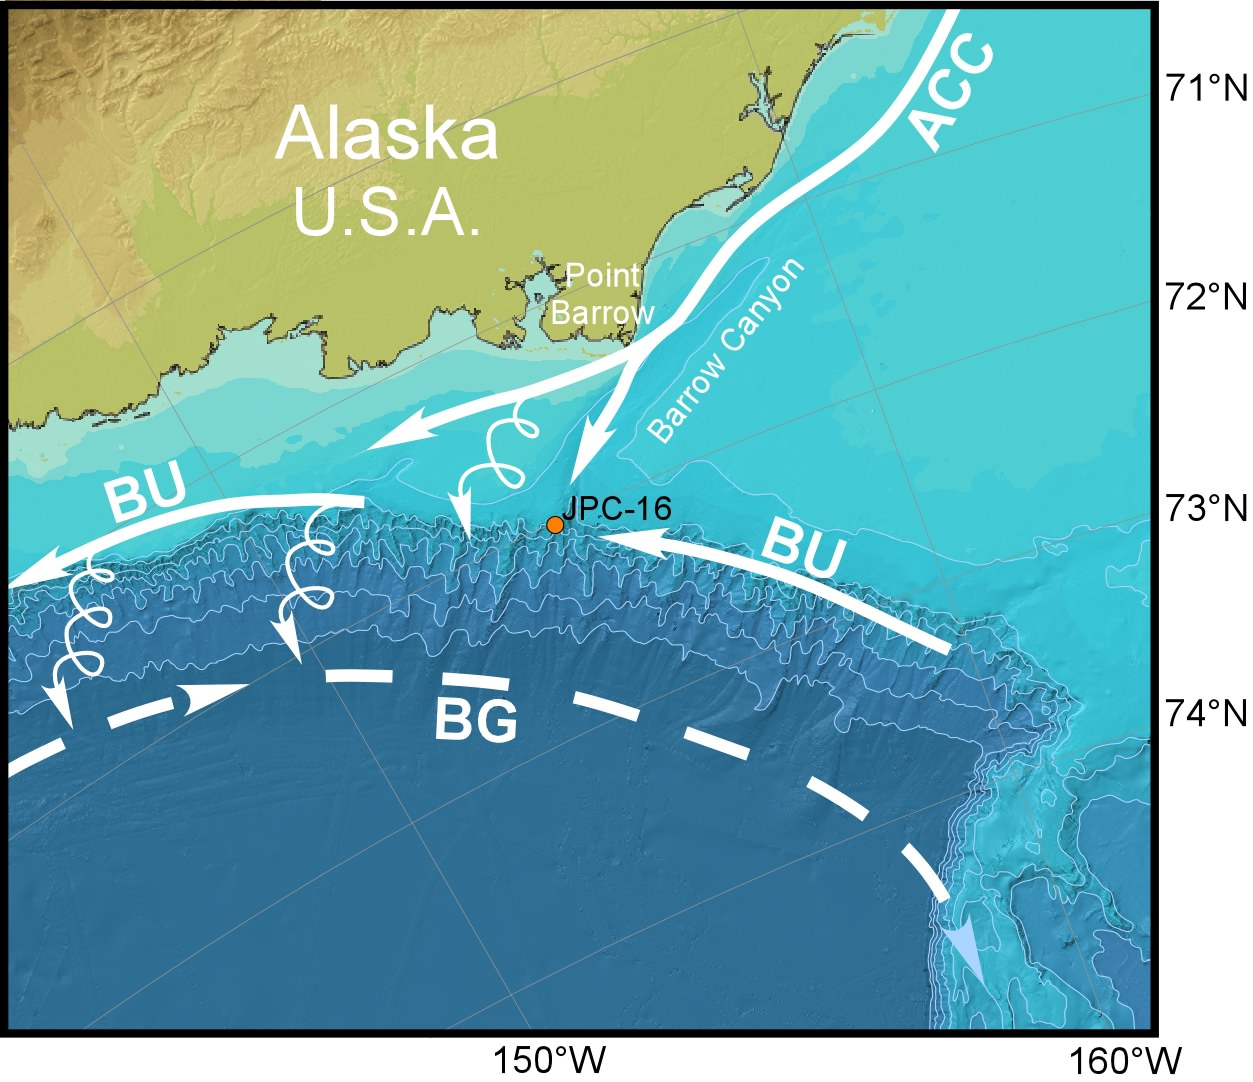 ACC
71°N
Alaska
U.S.A.
Point
Barrow
Barrow Canyon
72°N
BU
JPC-16
73°N
BU
BG
74°N
150°W
160°W